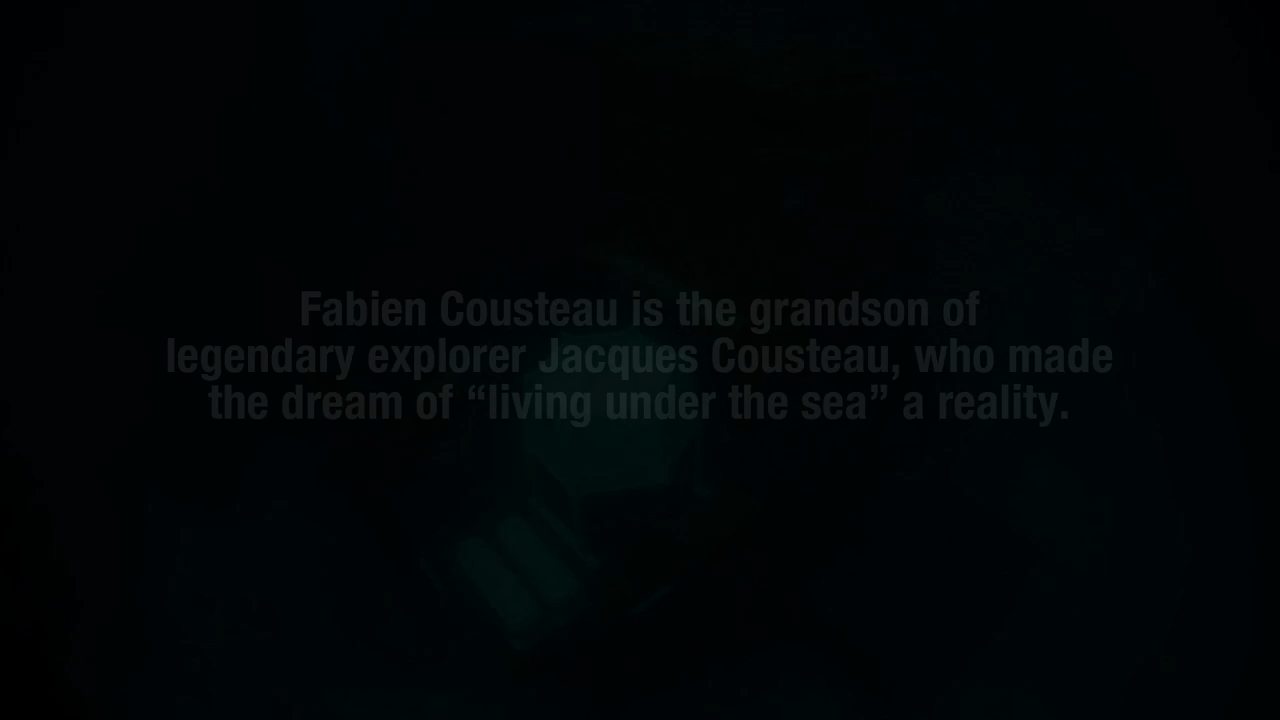 Fabien Cousteau is the grandson of
legendary explorer Jacques Cousteau, who made
the dream of “living under the sea” a reality.